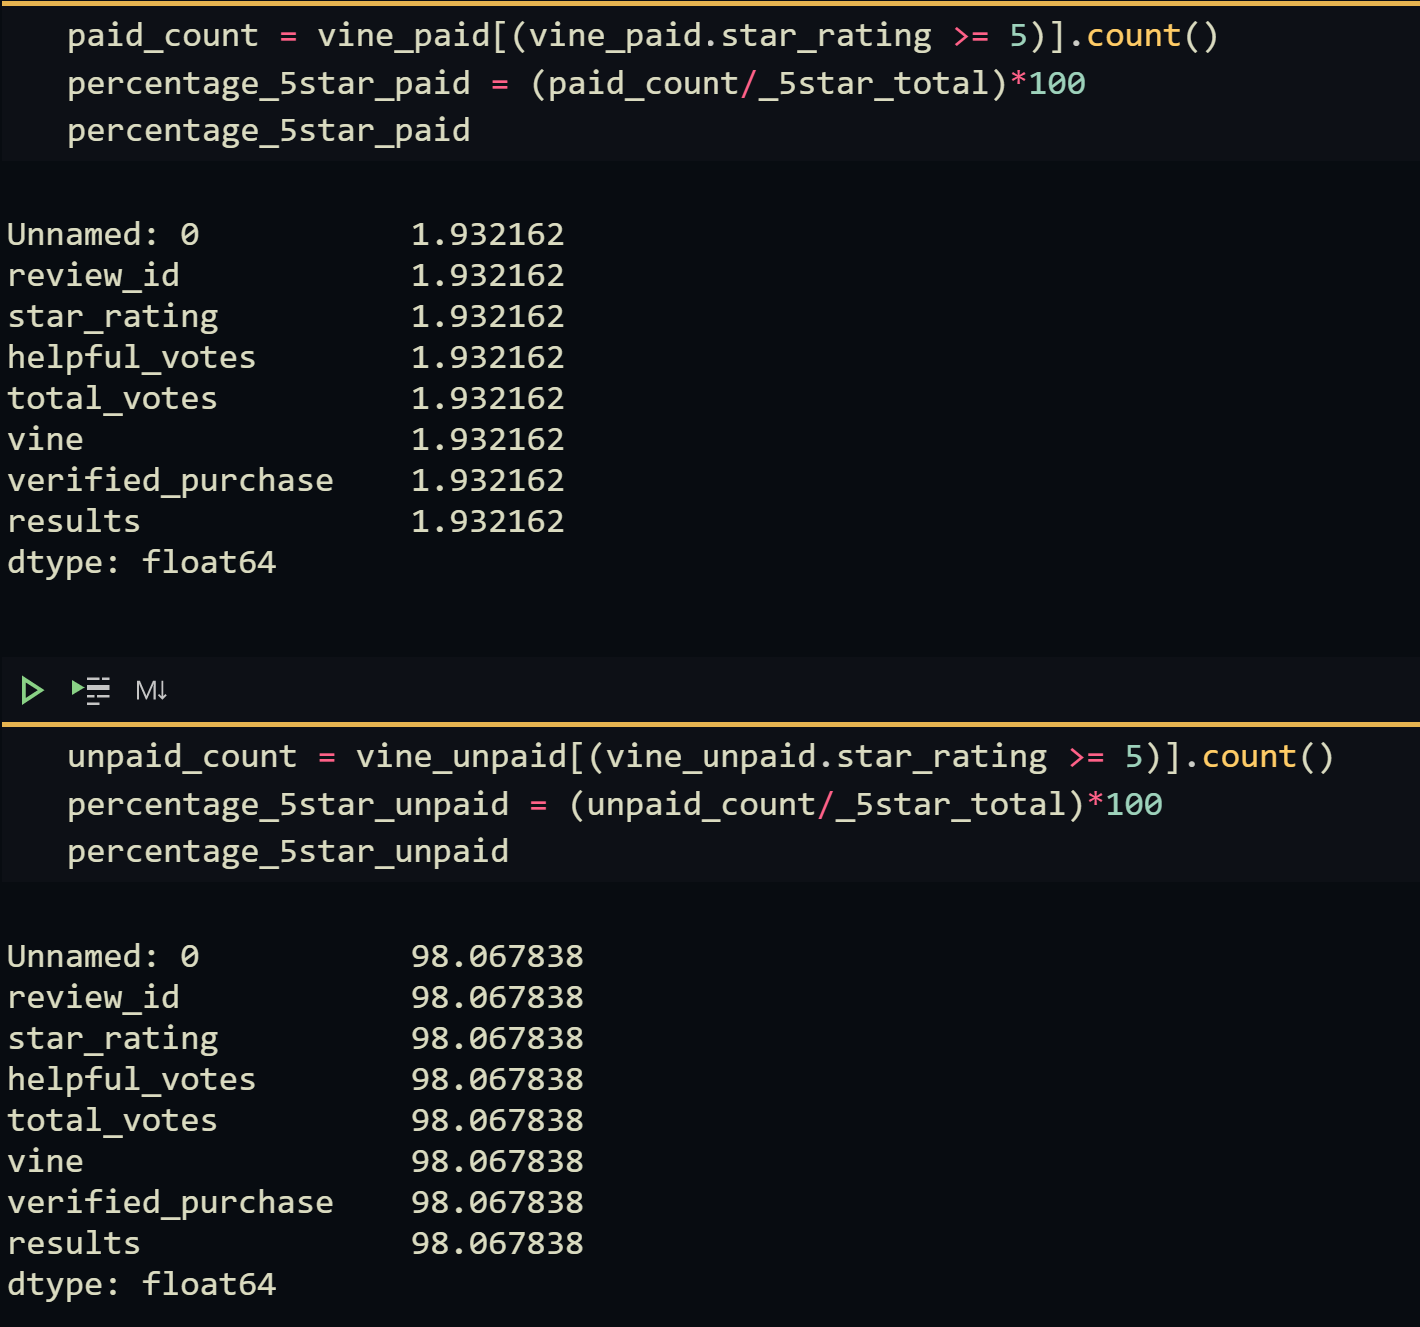 paid_count = vine_paid[(vine_paid.star_rating >= 5)].count()
percentage_5star_paid = (paid_count/_5star_total)*100
percentage_5star_paid
Unnamed: 0 1.932162
review_id 1.932162
star_rating 1.932162
helpful_votes 1.932162
total_votes 1.932162
vine 1.932162
verified_purchase 1.932162
results 1.932162
dtype: float64
M↓
unpaid_count = vine_unpaid[(vine_unpaid.star_rating >= 5)].count()
percentage_5star_unpaid = (unpaid_count/_5star_total)*100
percentage_5star_unpaid
Unnamed: 0 98.067838
review_id 98.067838
star_rating 98.067838
helpful_votes 98.067838
total_votes 98.067838
vine 98.067838
verified_purchase 98.067838
results 98.067838
dtype: float64